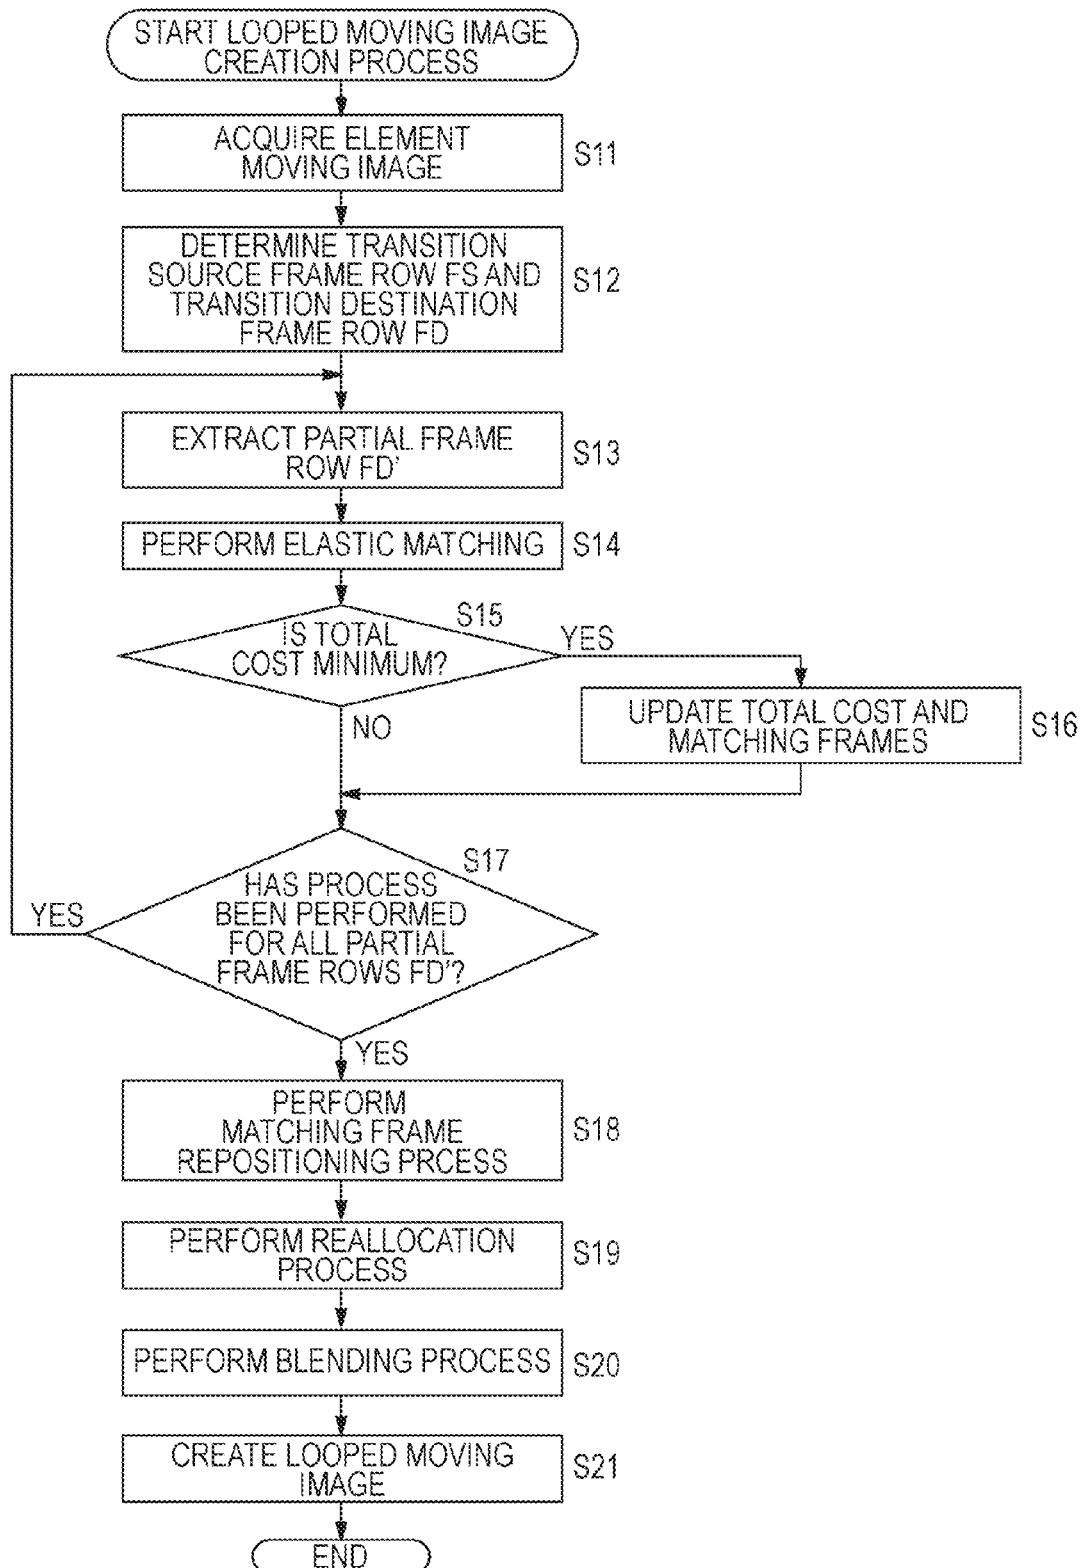 START LOOPED MOVING IMAGE
CREATION PROCESS
ACQUIRE ELEMENT
MOVING IMAGE
S11
DETERMINE TRANSITION
SOURCE FRAME ROW FS AND
TRANSITION DESTINATION
FRAME ROW FD
S12
EXTRACT PARTIAL FRAME
ROW FD'
S13
PERFORM ELASTIC MATCHING
S14
S15
IS TOTAL
COST MINIMUM?
YES
NO
UPDATE TOTAL COST AND
MATCHING FRAMES
S16
S17
HAS PROCESS
BEEN PERFORMED
FOR ALL PARTIAL
FRAME ROWS FD'?
YES
YES
PERFORM
MATCHING FRAME
REPOSITIONING PRCESS
S18
PERFORM REALLOCATION
PROCESS
S19
PERFORM BLENDING PROCESS
S20
CREATE LOOPED MOVING
IMAGE
S21
END